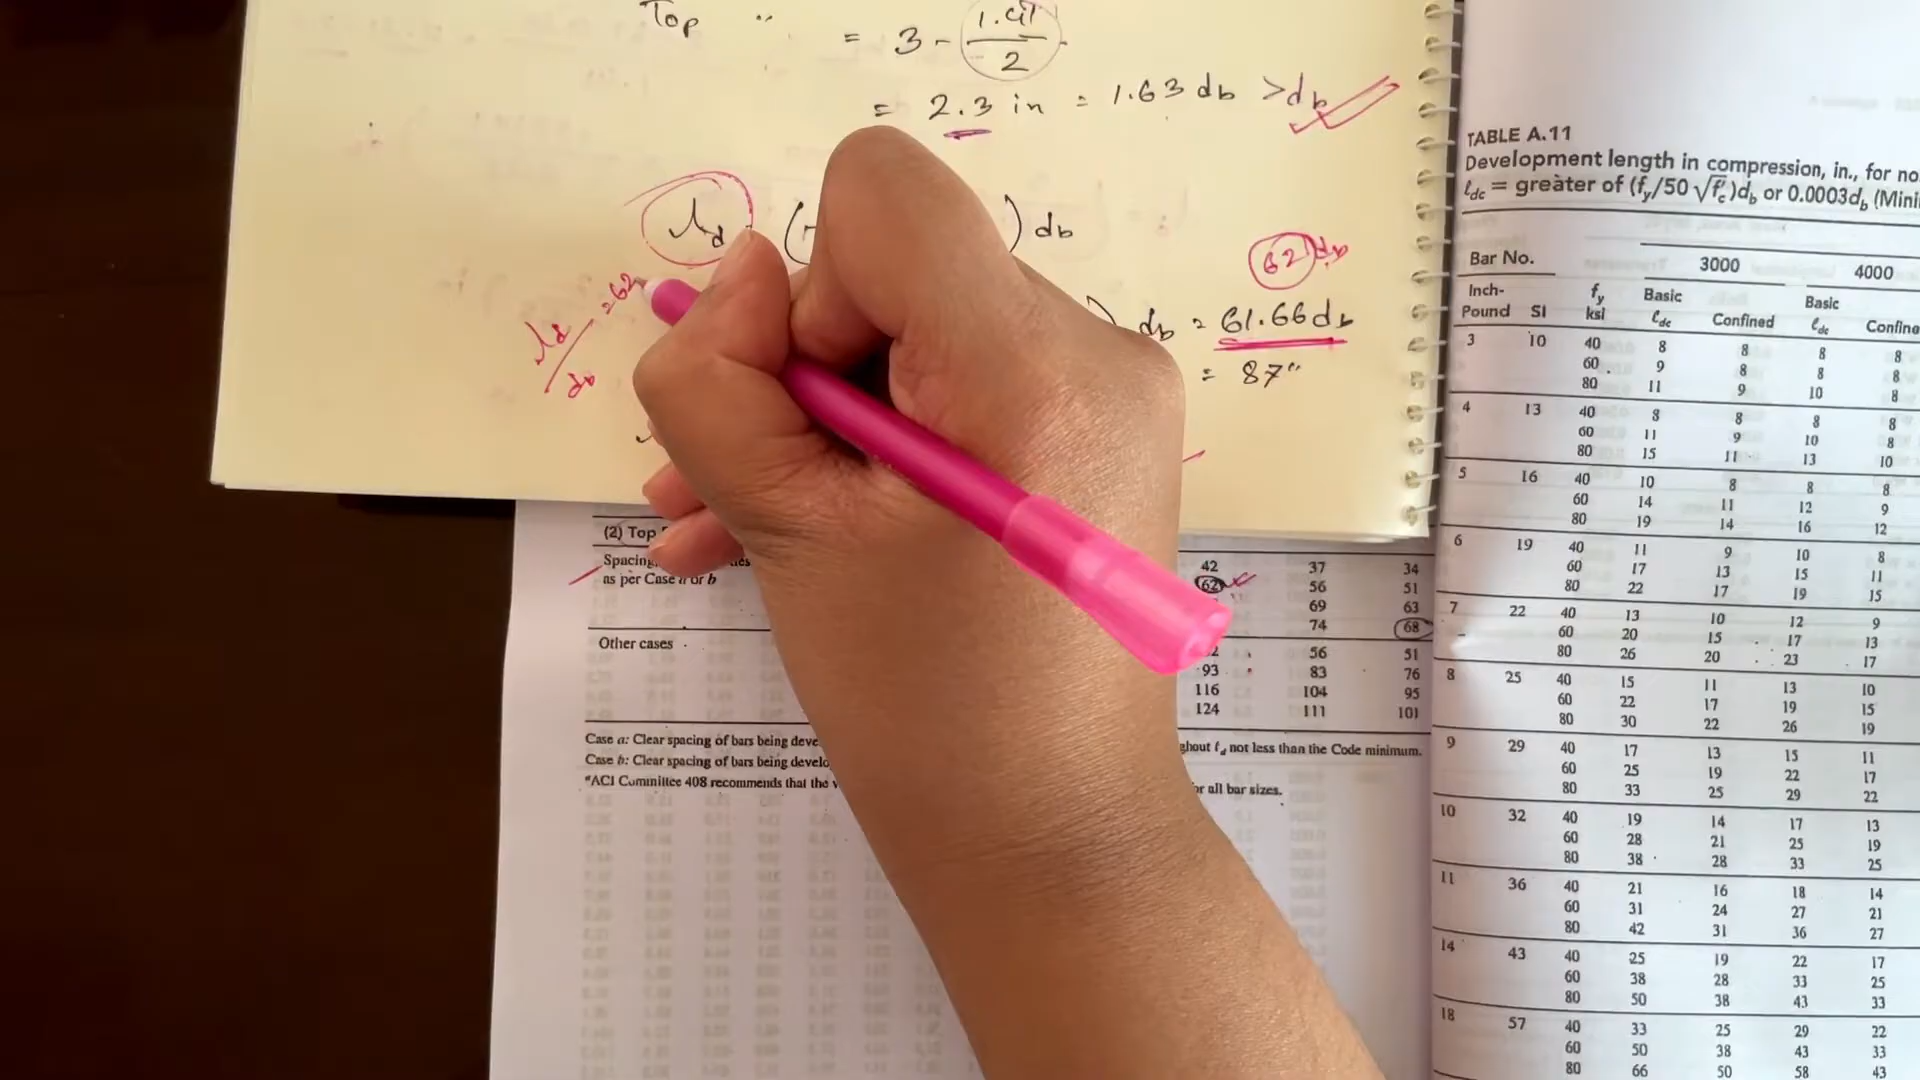 Top "
= 3 - 1.41/2
= 2.3 in = 1.63 db > db
ld ( ) db
62 db
ld/db = 62
) db = 61.66 db
= 87"
(2) Top
Spacing,
as per Case a or b
42 37 34
62 56 51
69 63
74 68
Other cases
56 51
93 83 76
116 104 95
124 111 101
Case a: Clear spacing of bars being deve
ghout ℓd not less than the Code minimum.
Case b: Clear spacing of bars being develo
"ACI Committee 408 recommends that the
or all bar sizes.
TABLE A.11
Development length in compression, in., for no
ℓdc = greater of (fy/50 √f'c)db or 0.0003db (Mini
Bar No. 3000 4000
Inch-Pound SI fy ksi Basic ℓdc Confined Basic ℓdc Confine
3 10 40 8 8 8 8
60 9 8 8 8
80 11 9 10 8
4 13 40 8 8 8 8
60 11 9 10 8
80 15 11 13 10
5 16 40 10 8 8 8
60 14 11 12 9
80 19 14 16 12
6 19 40 11 9 10 8
60 17 13 15 11
80 22 17 19 15
7 22 40 13 10 12 9
60 20 15 17 13
80 26 20 23 17
8 25 40 15 11 13 10
60 22 17 19 15
80 30 22 26 19
9 29 40 17 13 15 11
60 25 19 22 17
80 33 25 29 22
10 32 40 19 14 17 13
60 28 21 25 19
80 38 28 33 25
11 36 40 21 16 18 14
60 31 24 27 21
80 42 31 36 27
14 43 40 25 19 22 17
60 38 28 33 25
80 50 38 43 33
18 57 40 33 25 29 22
60 50 38 43 33
80 66 50 58 43